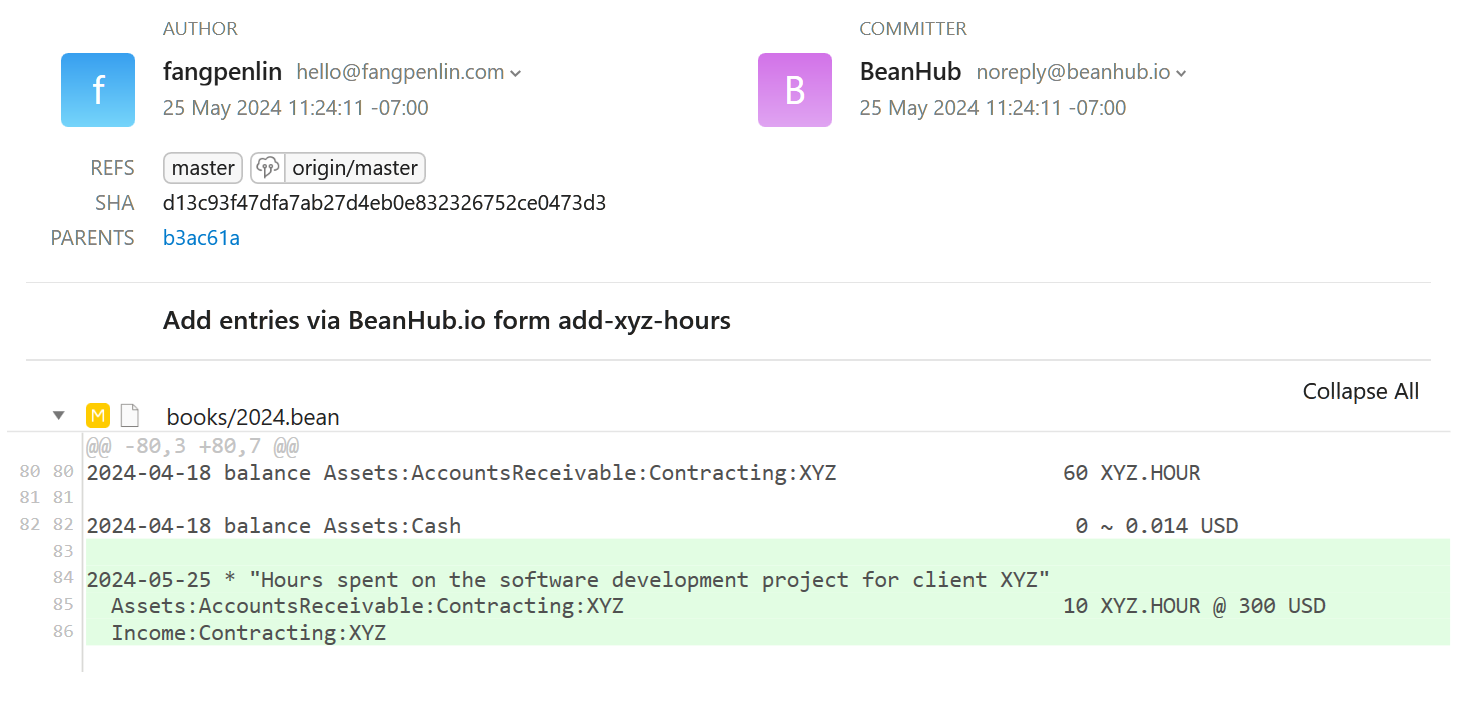 AUTHOR
f
fangpenlin hello@fangpenlin.com
25 May 2024 11:24:11 -07:00
COMMITTER
B
BeanHub noreply@beanhub.io
25 May 2024 11:24:11 -07:00
REFS master origin/master
SHA d13c93f47dfa7ab27d4eb0e832326752ce0473d3
PARENTS b3ac61a
Add entries via BeanHub.io form add-xyz-hours
Collapse All
M books/2024.bean
@@ -80,3 +80,7 @@
80 80 2024-04-18 balance Assets:AccountsReceivable:Contracting:XYZ 60 XYZ.HOUR
81 81
82 82 2024-04-18 balance Assets:Cash 0 ~ 0.014 USD
83
84 2024-05-25 * "Hours spent on the software development project for client XYZ"
85 Assets:AccountsReceivable:Contracting:XYZ 10 XYZ.HOUR @ 300 USD
86 Income:Contracting:XYZ